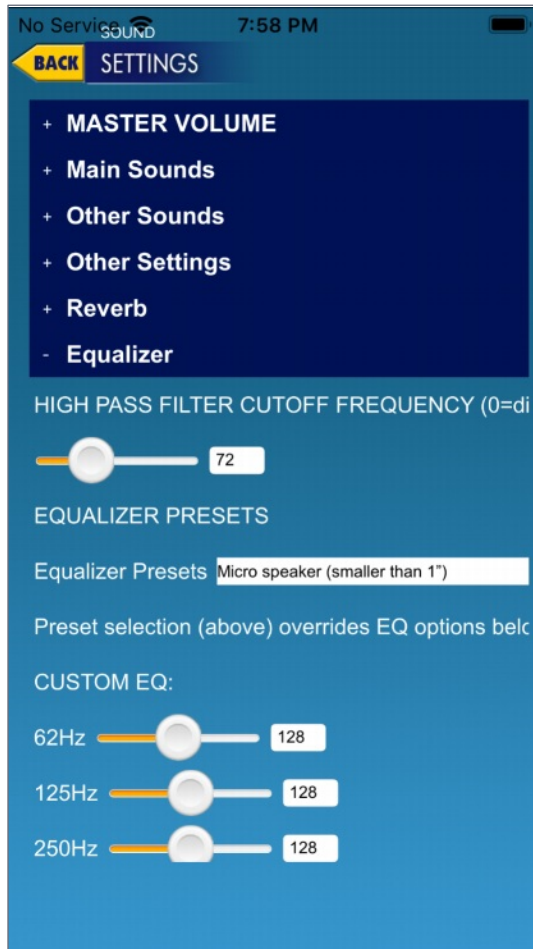 No Service 7:58 PM
SOUND
BACK SETTINGS
+ MASTER VOLUME
+ Main Sounds
+ Other Sounds
+ Other Settings
+ Reverb
- Equalizer
HIGH PASS FILTER CUTOFF FREQUENCY (0=di
72
EQUALIZER PRESETS
Equalizer Presets Micro speaker (smaller than 1”)
Preset selection (above) overrides EQ options belo
CUSTOM EQ:
62Hz 128
125Hz 128
250Hz 128